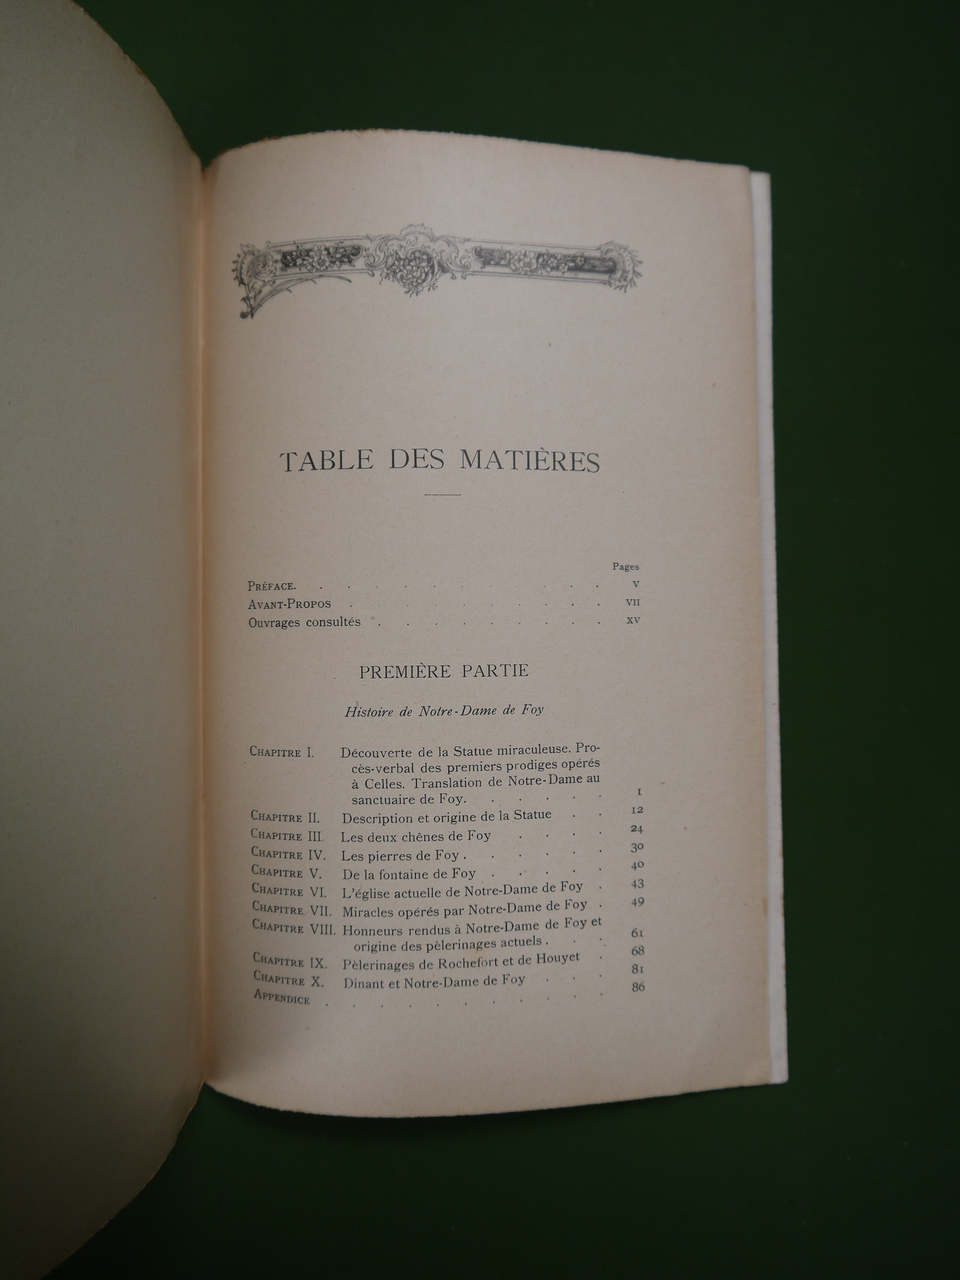 TABLE DES MATIÈRES
Pages
PRÉFACE. . . . . . . . V
AVANT-PROPOS . . . . . . . . VII
Ouvrages consultés . . . . . . . . . XV
PREMIÈRE PARTIE
Histoire de Notre-Dame de Foy
CHAPITRE I. Découverte de la Statue miraculeuse. Pro-
cès-verbal des premiers prodiges opérés
à Celles. Translation de Notre-Dame au
sanctuaire de Foy. . . . . . 1
CHAPITRE II. Description et origine de la Statue . . 12
CHAPITRE III. Les deux chênes de Foy . . . . 24
CHAPITRE IV. Les pierres de Foy . . . . . 30
CHAPITRE V. De la fontaine de Foy . . . . . 40
CHAPITRE VI. L'église actuelle de Notre-Dame de Foy . 43
CHAPITRE VII. Miracles opérés par Notre-Dame de Foy . 49
CHAPITRE VIII. Honneurs rendus à Notre-Dame de Foy et
origine des pèlerinages actuels . . . 61
CHAPITRE IX. Pèlerinages de Rochefort et de Houyet . 68
CHAPITRE X. Dinant et Notre-Dame de Foy . . . 81
APPENDICE . . . . . . . . . . . 86